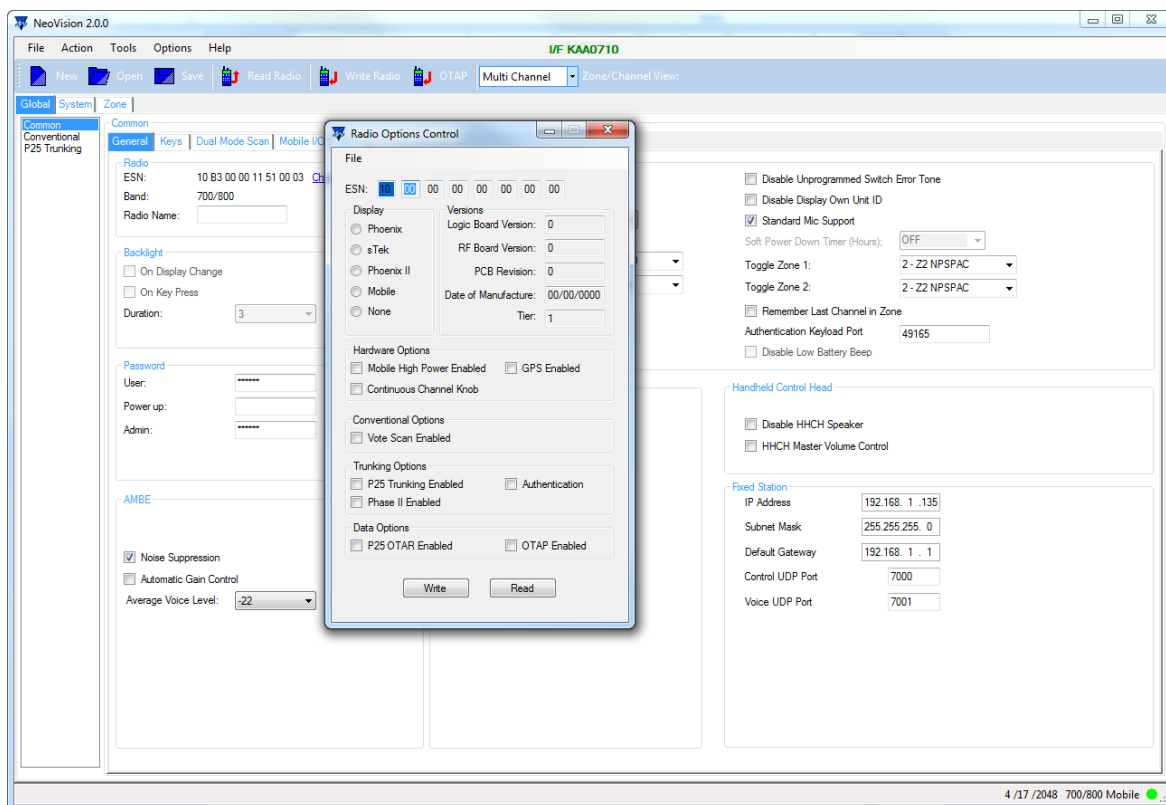 NeoVision 2.0.0
File Action Tools Options Help I/F KAA0710
New Open Save Read Radio Write Radio OTAP Multi Channel Zone/Channel View:
Global System Zone
Common
Conventional
P25 Trunking
Common
General Keys Dual Mode Scan Mobile I/O
Radio
ESN: 10 B3 00 00 11 51 00 03
Band: 700/800
Radio Name:
Backlight
On Display Change
On Key Press
Duration: 3
Password
User: ******
Power up:
Admin: ******
AMBE
Noise Suppression
Automatic Gain Control
Average Voice Level: -22
Radio Options Control
File
ESN: 10 00 00 00 00 00 00 00
Display
Phoenix
sTek
Phoenix II
Mobile
None
Versions
Logic Board Version: 0
RF Board Version: 0
PCB Revision: 0
Date of Manufacture: 00/00/0000
Tier: 1
Hardware Options
Mobile High Power Enabled GPS Enabled
Continuous Channel Knob
Conventional Options
Vote Scan Enabled
Trunking Options
P25 Trunking Enabled Authentication
Phase II Enabled
Data Options
P25 OTAR Enabled OTAP Enabled
Write Read
Disable Unprogrammed Switch Error Tone
Disable Display Own Unit ID
Standard Mic Support
Soft Power Down Timer (Hours); OFF
Toggle Zone 1: 2 - Z2 NPSPAC
Toggle Zone 2: 2 - Z2 NPSPAC
Remember Last Channel in Zone
Authentication Keyload Port 49165
Disable Low Battery Beep
Handheld Control Head
Disable HHCH Speaker
HHCH Master Volume Control
Fixed Station
IP Address 192.168. 1 .135
Subnet Mask 255.255.255. 0
Default Gateway 192.168. 1 . 1
Control UDP Port 7000
Voice UDP Port 7001
4 /17 /2048 700/800 Mobile